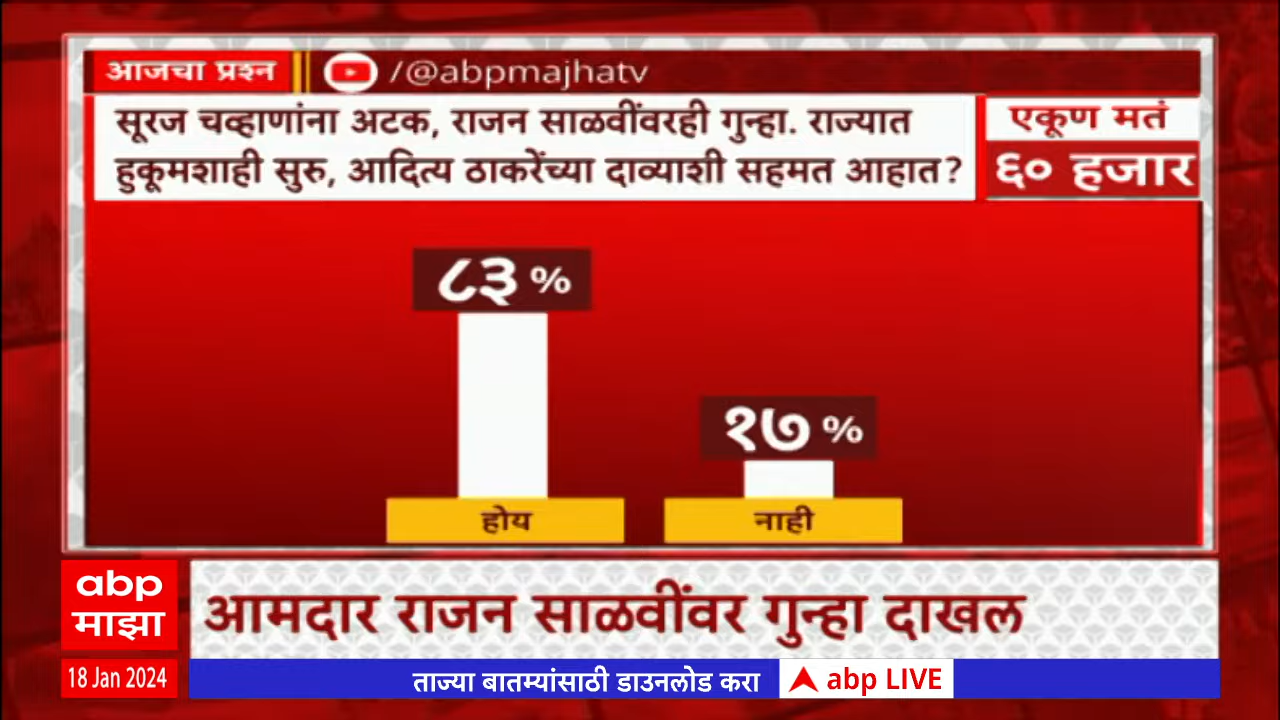 आजचा प्रश्न
/@abpmajhatv
सूरज चव्हाणांना अटक, राजन साळवींवरही गुन्हा. राज्यात
हुकूमशाही सुरु, आदित्य ठाकरेंच्या दाव्याशी सहमत आहात?
एकूण मतं
६० हजार
८३ %
१७ %
होय
नाही
abp
माझा
आमदार राजन साळवींवर गुन्हा दाखल
18 Jan 2024
ताज्या बातम्यांसाठी डाउनलोड करा
abp LIVE